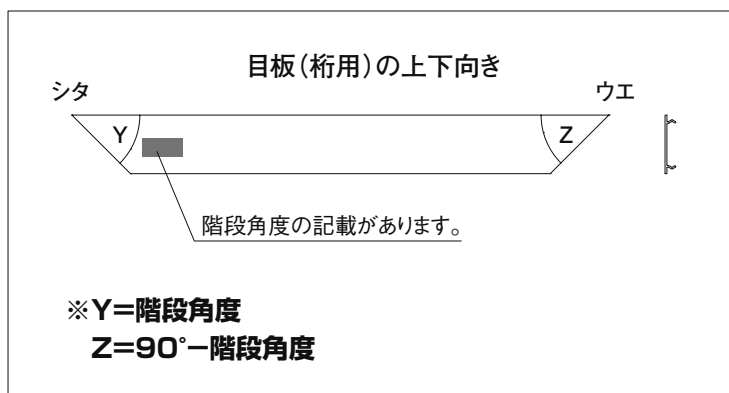 目板（桁用）の上下向き
シタ
ウエ
Y
Z
階段角度の記載があります。
※Y＝階段角度
Z＝90°－階段角度